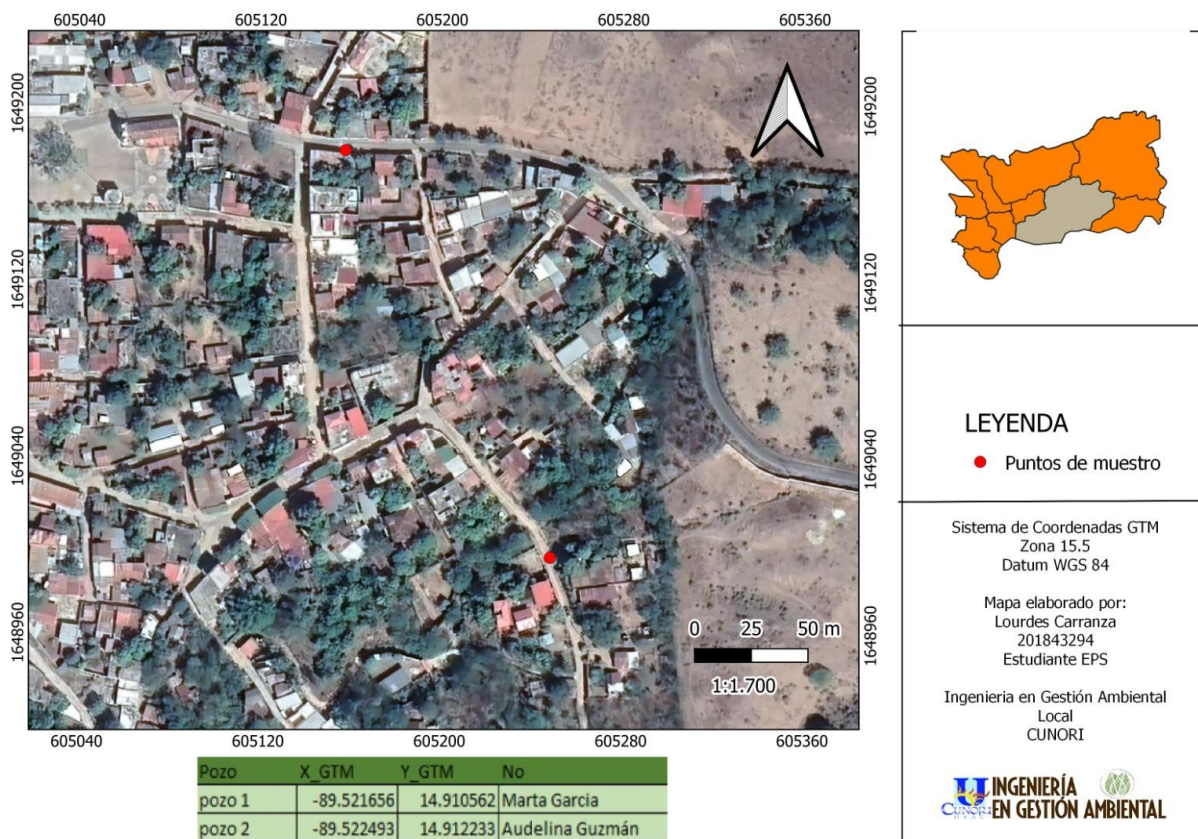 605040 605120 605200 605280 605360
1649200 1649200
1649120 1649120
1649040 1649040
1648960 1648960
0 25 50 m
1:1.700
605040 605120 605200 605280 605360
Pozo X_GTM Y_GTM No
pozo 1 -89.521656 14.910562 Marta Garcia
pozo 2 -89.522493 14.912233 Audelina Guzmán
LEYENDA
Puntos de muestro
Sistema de Coordenadas GTM
Zona 15.5
Datum WGS 84
Mapa elaborado por:
Lourdes Carranza
201843294
Estudiante EPS
Ingenieria en Gestión Ambiental
Local
CUNORI
CUNORI
INGENIERÍA
EN GESTIÓN AMBIENTAL